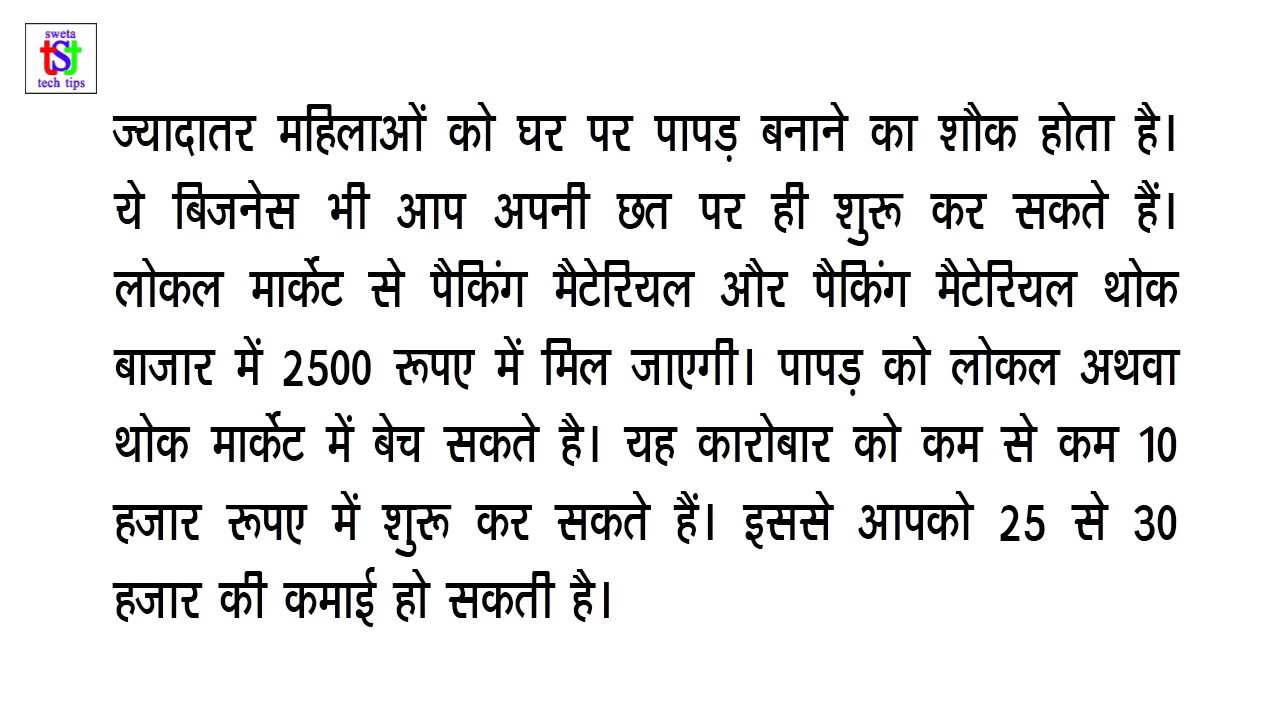 sweta
tST
tech tips
ज्यादातर महिलाओं को घर पर पापड़ बनाने का शौक होता है।
ये बिजनेस भी आप अपनी छत पर ही शुरू कर सकते हैं।
लोकल मार्केट से पैकिंग मैटेरियल और पैकिंग मैटेरियल थोक
बाजार में 2500 रूपए में मिल जाएगी। पापड़ को लोकल अथवा
थोक मार्केट में बेच सकते है। यह कारोबार को कम से कम 10
हजार रूपए में शुरू कर सकते हैं। इससे आपको 25 से 30
हजार की कमाई हो सकती है।